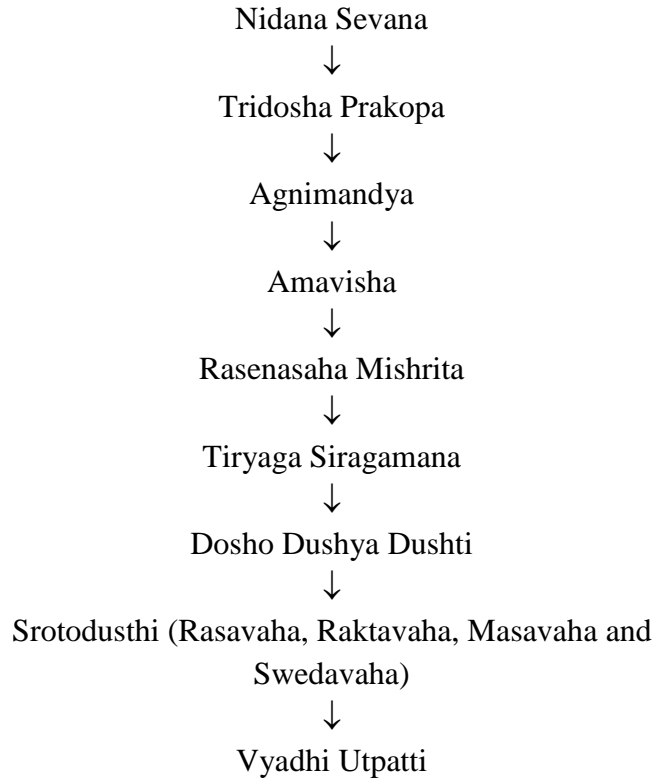 Nidana Sevana
↓
Tridosha Prakopa
↓
Agnimandya
↓
Amavisha
↓
Rasenasaha Mishrita
↓
Tiryaga Siragamana
↓
Dosho Dushya Dushti
↓
Srotodusthi (Rasavaha, Raktavaha, Masavaha and
Swedavaha)
↓
Vyadhi Utpatti